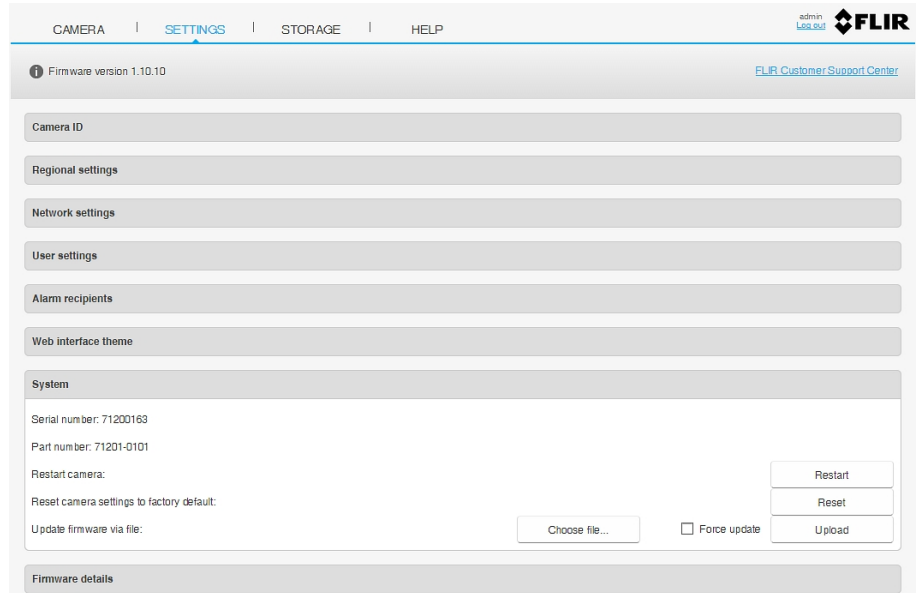 CAMERA | SETTINGS | STORAGE | HELP
admin
Log out
FLIR
Firmware version 1.10.10
FLIR Customer Support Center
Camera ID
Regional settings
Network settings
User settings
Alarm recipients
Web interface theme
System
Serial number: 71200163
Part number: 71201-0101
Restart camera: Restart
Reset camera settings to factory default: Reset
Update firmware via file: Choose file... Force update Upload
Firmware details